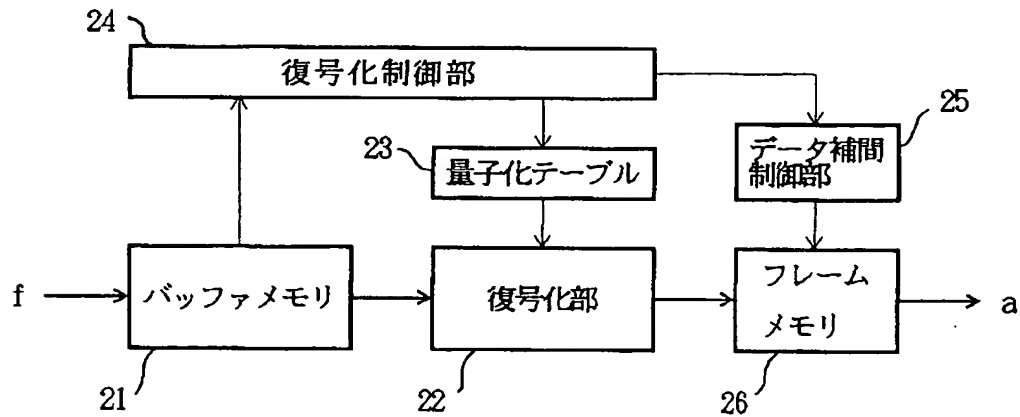 24
復号化制御部
25
23
量子化テーブル
データ補間
制御部
f
バッファメモリ
復号化部
フレーム
メモリ
a
21
22
26